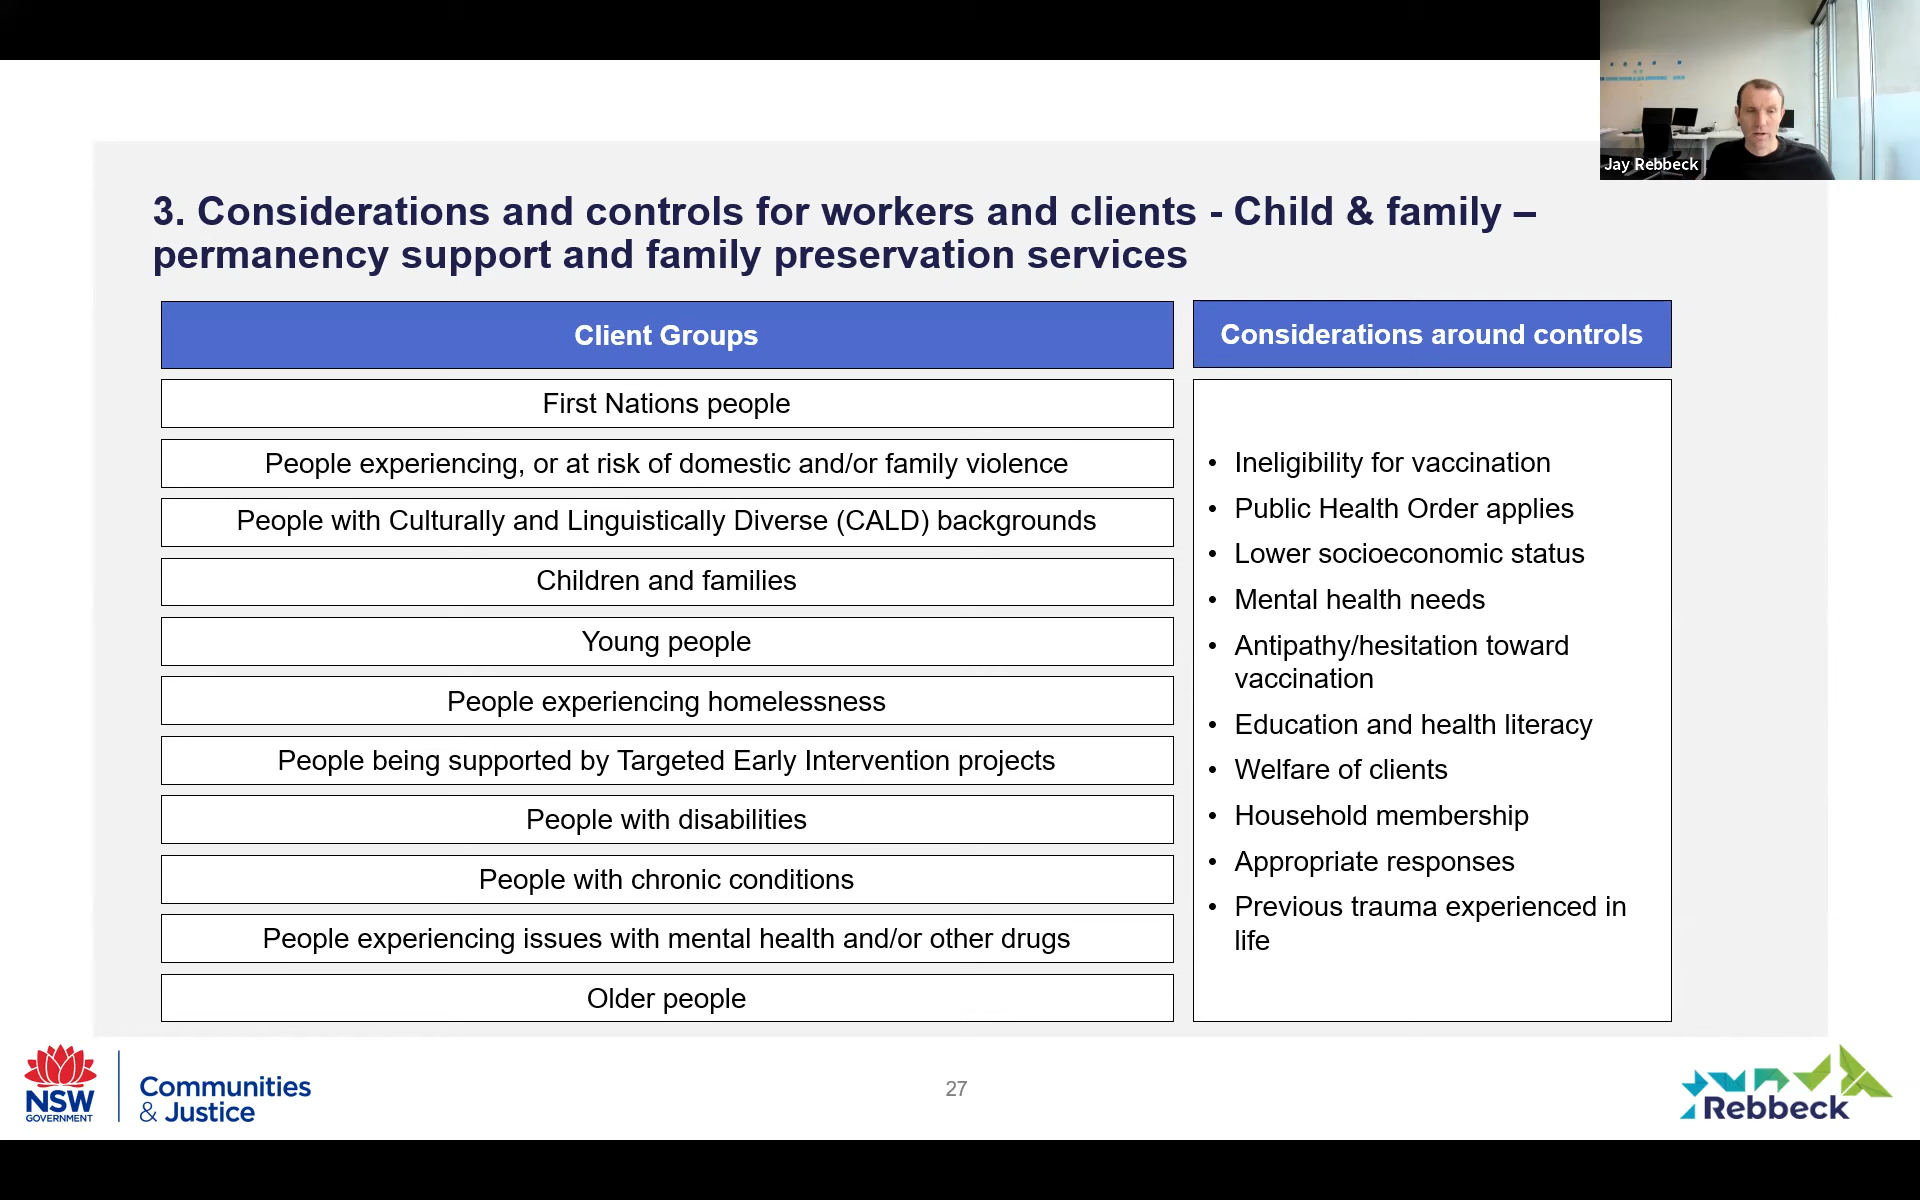 Jay Rebbeck
3. Considerations and controls for workers and clients - Child & family –
permanency support and family preservation services
Client Groups
First Nations people
People experiencing, or at risk of domestic and/or family violence
People with Culturally and Linguistically Diverse (CALD) backgrounds
Children and families
Young people
People experiencing homelessness
People being supported by Targeted Early Intervention projects
People with disabilities
People with chronic conditions
People experiencing issues with mental health and/or other drugs
Older people
Considerations around controls
• Ineligibility for vaccination
• Public Health Order applies
• Lower socioeconomic status
• Mental health needs
• Antipathy/hesitation toward
vaccination
• Education and health literacy
• Welfare of clients
• Household membership
• Appropriate responses
• Previous trauma experienced in
life
NSW
GOVERNMENT
Communities
& Justice
27
Rebbeck